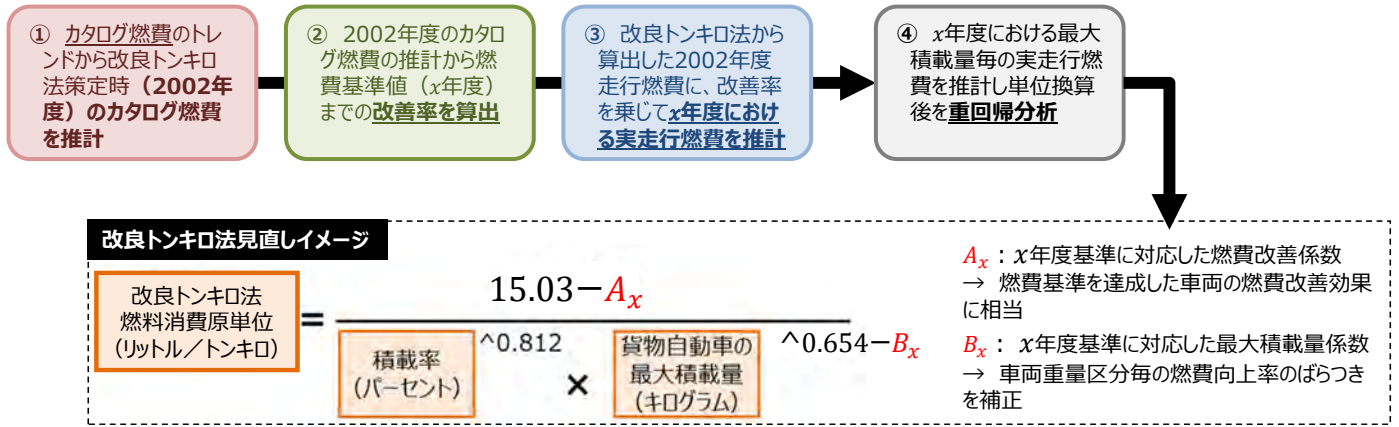 ① カタログ燃費のトレ
ンドから改良トンキロ
法策定時（2002年
度）のカタログ燃費
を推計
② 2002年度のカタロ
グ燃費の推計から燃
費基準値（x年度）
までの改善率を算出
③ 改良トンキロ法から
算出した2002年度
走行燃費に、改善率
を乗じてx年度におけ
る実走行燃費を推計
④ x年度における最大
積載量毎の実走行燃
費を推計し単位換算
後を重回帰分析
改良トンキロ法見直しイメージ
改良トンキロ法
燃料消費原単位
(リットル／トンキロ)
=
15.03−Ax
積載率
(パーセント)
^0.812
×
貨物自動車の
最大積載量
(キログラム)
^0.654−Bx
Ax：x年度基準に対応した燃費改善係数
→ 燃費基準を達成した車両の燃費改善効果
に相当
Bx： x年度基準に対応した最大積載量係数
→ 車両重量区分毎の燃費向上率のばらつき
を補正